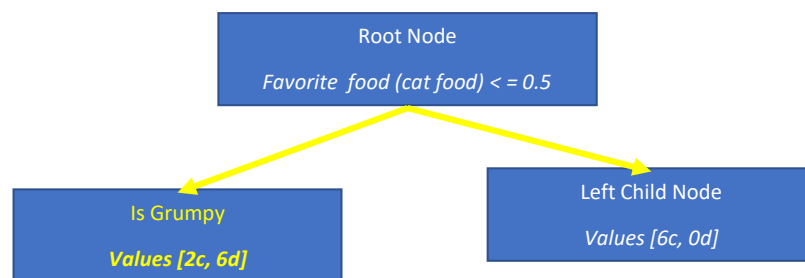 Root Node
Favorite food (cat food) < = 0.5
Is Grumpy
Values [2c, 6d]
Left Child Node
Values [6c, 0d]